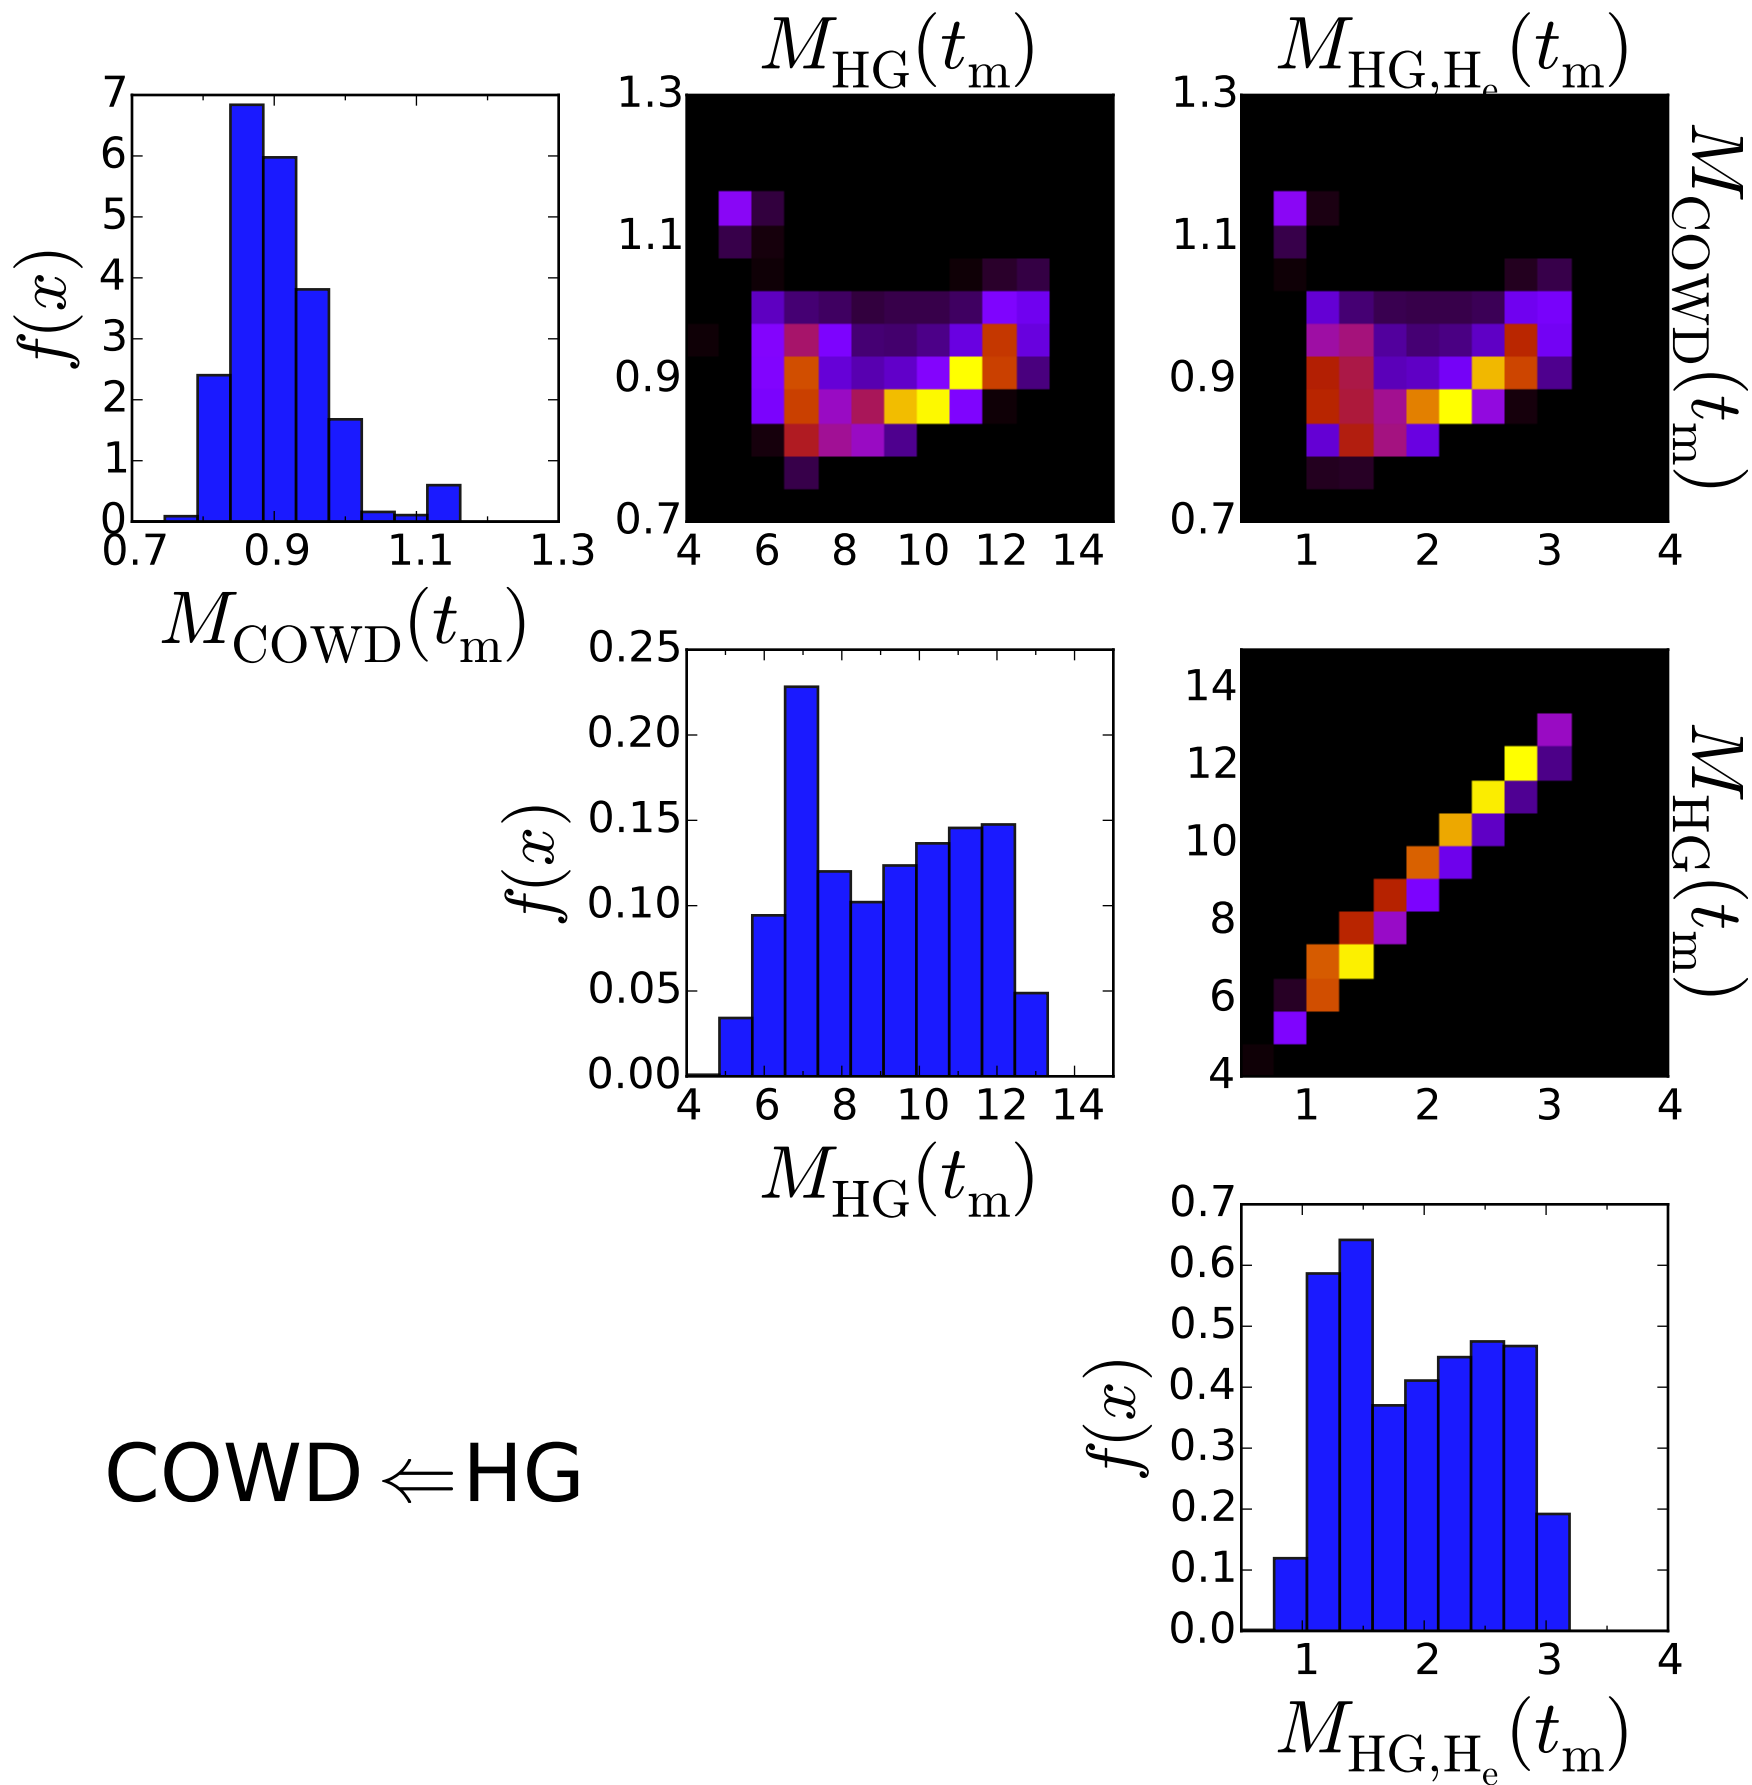 M_HG(t_m) M_HG,H_e(t_m)
7 6 5 4 3 2 1 0
f(x)
0.7 0.9 1.1 1.3
M_COWD(t_m)
1.3 1.1 0.9 0.7
4 6 8 10 12 14
1.3 1.1 0.9 0.7
1 2 3 4
M_COWD(t_m)
0.25 0.20 0.15 0.10 0.05 0.00
f(x)
4 6 8 10 12 14
M_HG(t_m)
14 12 10 8 6 4
1 2 3 4
M_HG(t_m)
0.7 0.6 0.5 0.4 0.3 0.2 0.1 0.0
f(x)
1 2 3 4
M_HG,H_e(t_m)
COWD ⇐ HG